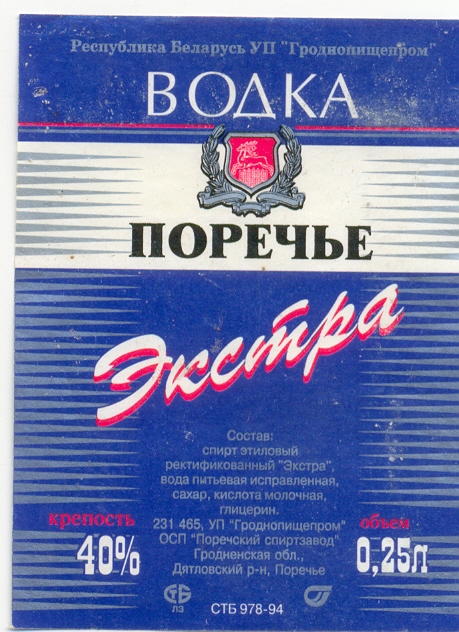 Республика Беларусь УП "Гроднопищепром"
ВОДКА
ПОРЕЧЬЕ
Экстра
Состав:
спирт этиловый
ректификованный "Экстра",
вода питьевая исправленная,
сахар, кислота молочная,
глицерин.
231 465, УП "Гроднопищепром"
ОСП "Поречский спиртзавод"
Гродненская обл.,
Дятловский р-н, Поречье
крепость
40%
объем
0,25л
СТБ
ЛЗ
СТБ 978-94